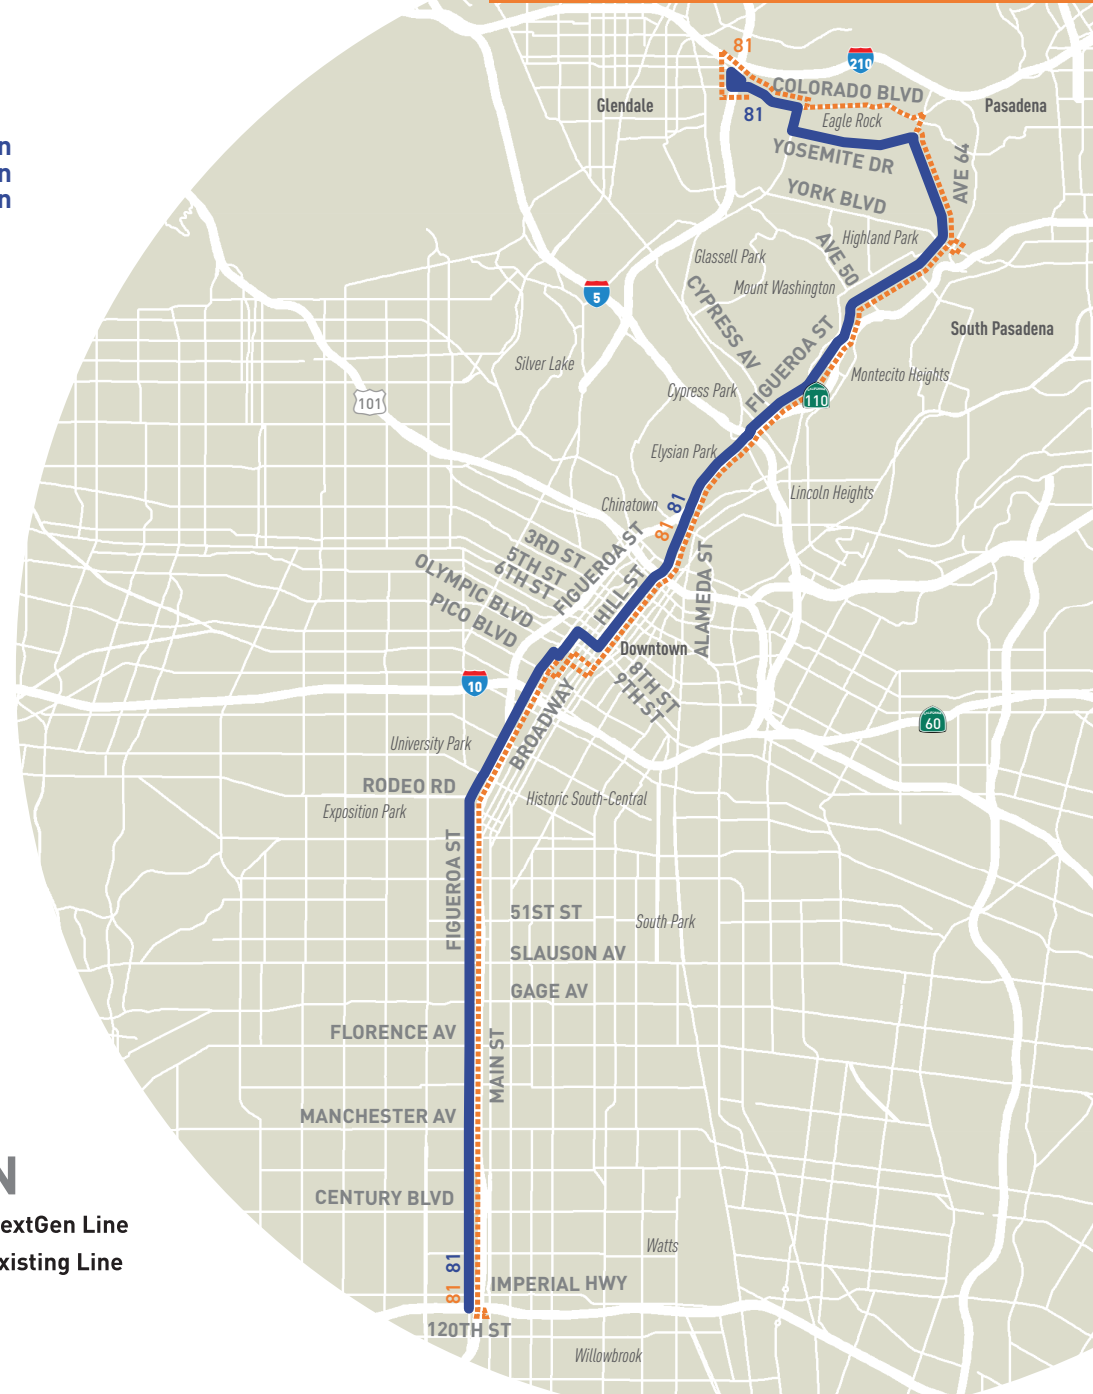 81
210
COLORADO BLVD
Glendale
Pasadena
81
Eagle Rock
n
n
n
YOSEMITE DR
AVE 64
YORK BLVD
AVE 50
Highland Park
Glassell Park
Mount Washington
5
CYPRESS AV
FIGUEROA ST
South Pasadena
Silver Lake
Montecito Heights
Cypress Park
101
110
Elysian Park
Lincoln Heights
Chinatown
81
81
3RD ST
5TH ST
6TH ST
FIGUEROA ST
OLYMPIC BLVD
PICO BLVD
HILL ST
ALAMEDA ST
Downtown
8TH ST
9TH ST
10
BROADWAY
60
University Park
RODEO RD
Exposition Park
Historic South-Central
FIGUEROA ST
51ST ST
South Park
SLAUSON AV
GAGE AV
FLORENCE AV
MAIN ST
MANCHESTER AV
N
CENTURY BLVD
extGen Line
xisting Line
Watts
81
81
IMPERIAL HWY
120TH ST
Willowbrook